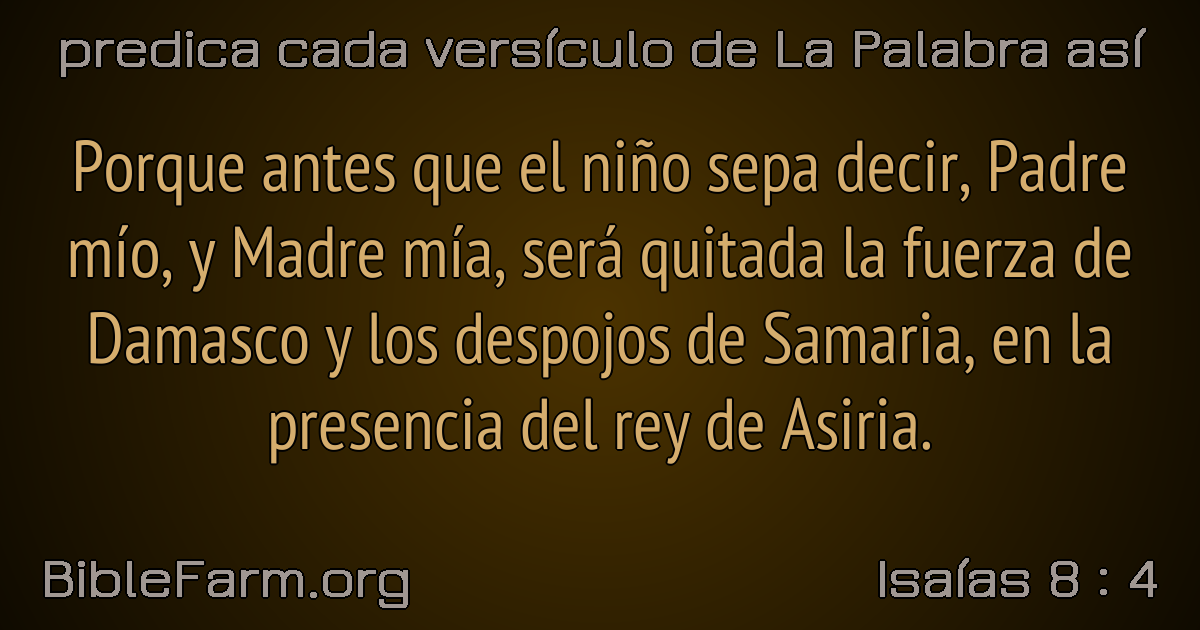 predica cada versículo de La Palabra así
Porque antes que el niño sepa decir, Padre
mío, y Madre mía, será quitada la fuerza de
Damasco y los despojos de Samaria, en la
presencia del rey de Asiria.
BibleFarm.org
Isaías 8 : 4